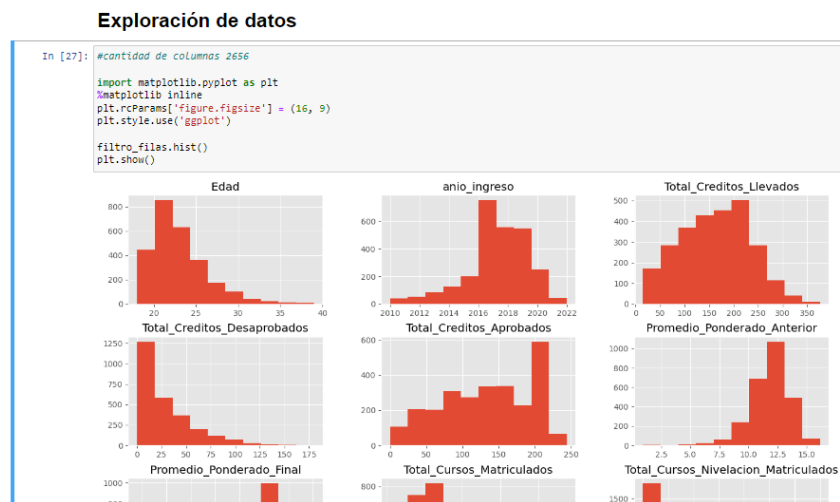 Exploración de datos
In [27]: #cantidad de columnas 2656
import matplotlib.pyplot as plt
%matplotlib inline
plt.rcParams['figure.figsize'] = (16, 9)
plt.style.use('ggplot')
filtro_filas.hist()
plt.show()
Edad
800
600
400
200
0
20 25 30 35 40
anio_ingreso
600
400
200
0
2010 2012 2014 2016 2018 2020 2022
Total_Creditos_Llevados
500
400
300
200
100
0
0 50 100 150 200 250 300 350
Total_Creditos_Desaprobados
1250
1000
750
500
250
0
0 25 50 75 100 125 150 175
Total_Creditos_Aprobados
600
400
200
0
0 50 100 150 200 250
Promedio_Ponderado_Anterior
1000
800
600
400
200
0
2.5 5.0 7.5 10.0 12.5 15.0
Promedio_Ponderado_Final
1000
Total_Cursos_Matriculados
800
Total_Cursos_Nivelacion_Matriculados
1500